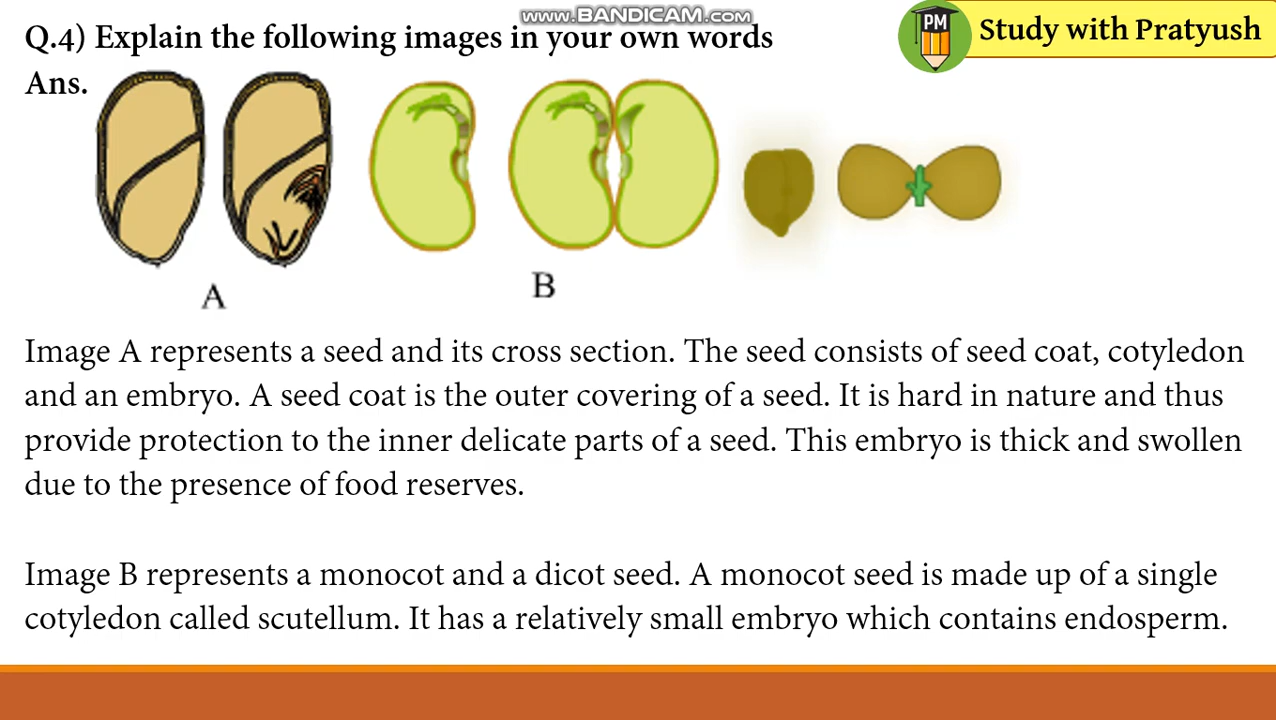 www.BANDICAM.com
Q.4) Explain the following images in your own words
PM
Study with Pratyush
Ans.
A
B
Image A represents a seed and its cross section. The seed consists of seed coat, cotyledon
and an embryo. A seed coat is the outer covering of a seed. It is hard in nature and thus
provide protection to the inner delicate parts of a seed. This embryo is thick and swollen
due to the presence of food reserves.
Image B represents a monocot and a dicot seed. A monocot seed is made up of a single
cotyledon called scutellum. It has a relatively small embryo which contains endosperm.